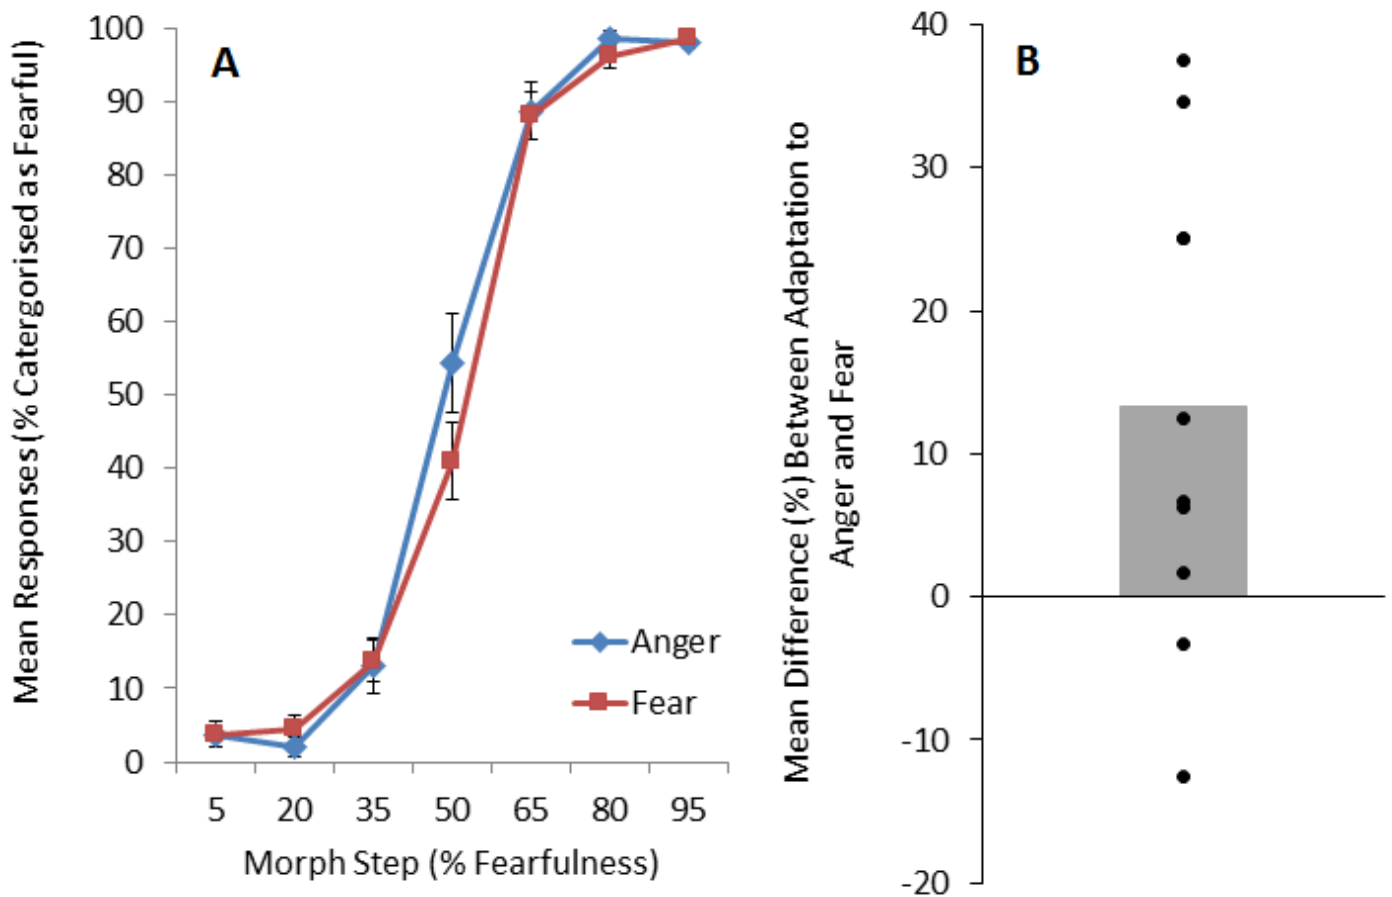 A
Mean Responses (% Catergorised as Fearful)
100
90
80
70
60
50
40
30
20
10
0
5 20 35 50 65 80 95
Morph Step (% Fearfulness)
Anger
Fear
B
Mean Difference (%) Between Adaptation to
Anger and Fear
40
30
20
10
0
-10
-20